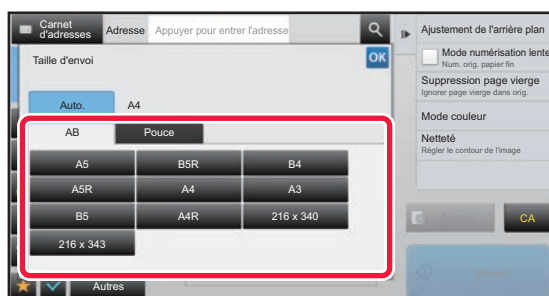 Carnet
d'adresses
Adresse
Appuyer pour entrer l'adresse
Taille d'envoi
OK
Auto.
A4
AB
Pouce
A5
B5R
B4
A5R
A4
A3
B5
A4R
216 x 340
216 x 343
Autres
Ajustement de l'arrière plan
Mode numérisation lente
Num. orig. papier fin
Suppression page vierge
Ignorer page vierge dans orig.
Mode couleur
Netteté
Régler le contour de l'image
CA
Départ